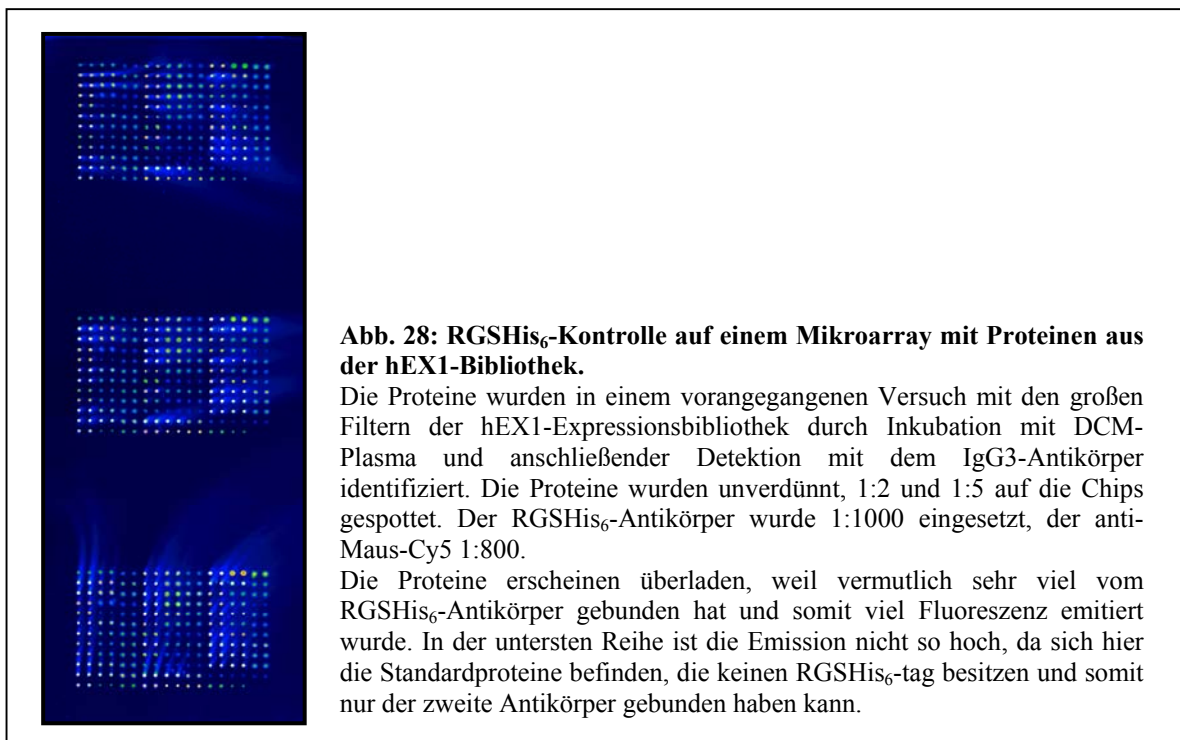 Abb. 28: RGSHis₆-Kontrolle auf einem Mikroarray mit Proteinen aus
der hEX1-Bibliothek.
Die Proteine wurden in einem vorangegangenen Versuch mit den großen
Filtern der hEX1-Expressionsbibliothek durch Inkubation mit DCM-
Plasma und anschließender Detektion mit dem IgG3-Antikörper
identifiziert. Die Proteine wurden unverdünnt, 1:2 und 1:5 auf die Chips
gespottet. Der RGSHis₆-Antikörper wurde 1:1000 eingesetzt, der anti-
Maus-Cy5 1:800.
Die Proteine erscheinen überladen, weil vermutlich sehr viel vom
RGSHis₆-Antikörper gebunden hat und somit viel Fluoreszenz emitiert
wurde. In der untersten Reihe ist die Emission nicht so hoch, da sich hier
die Standardproteine befinden, die keinen RGSHis₆-tag besitzen und somit
nur der zweite Antikörper gebunden haben kann.